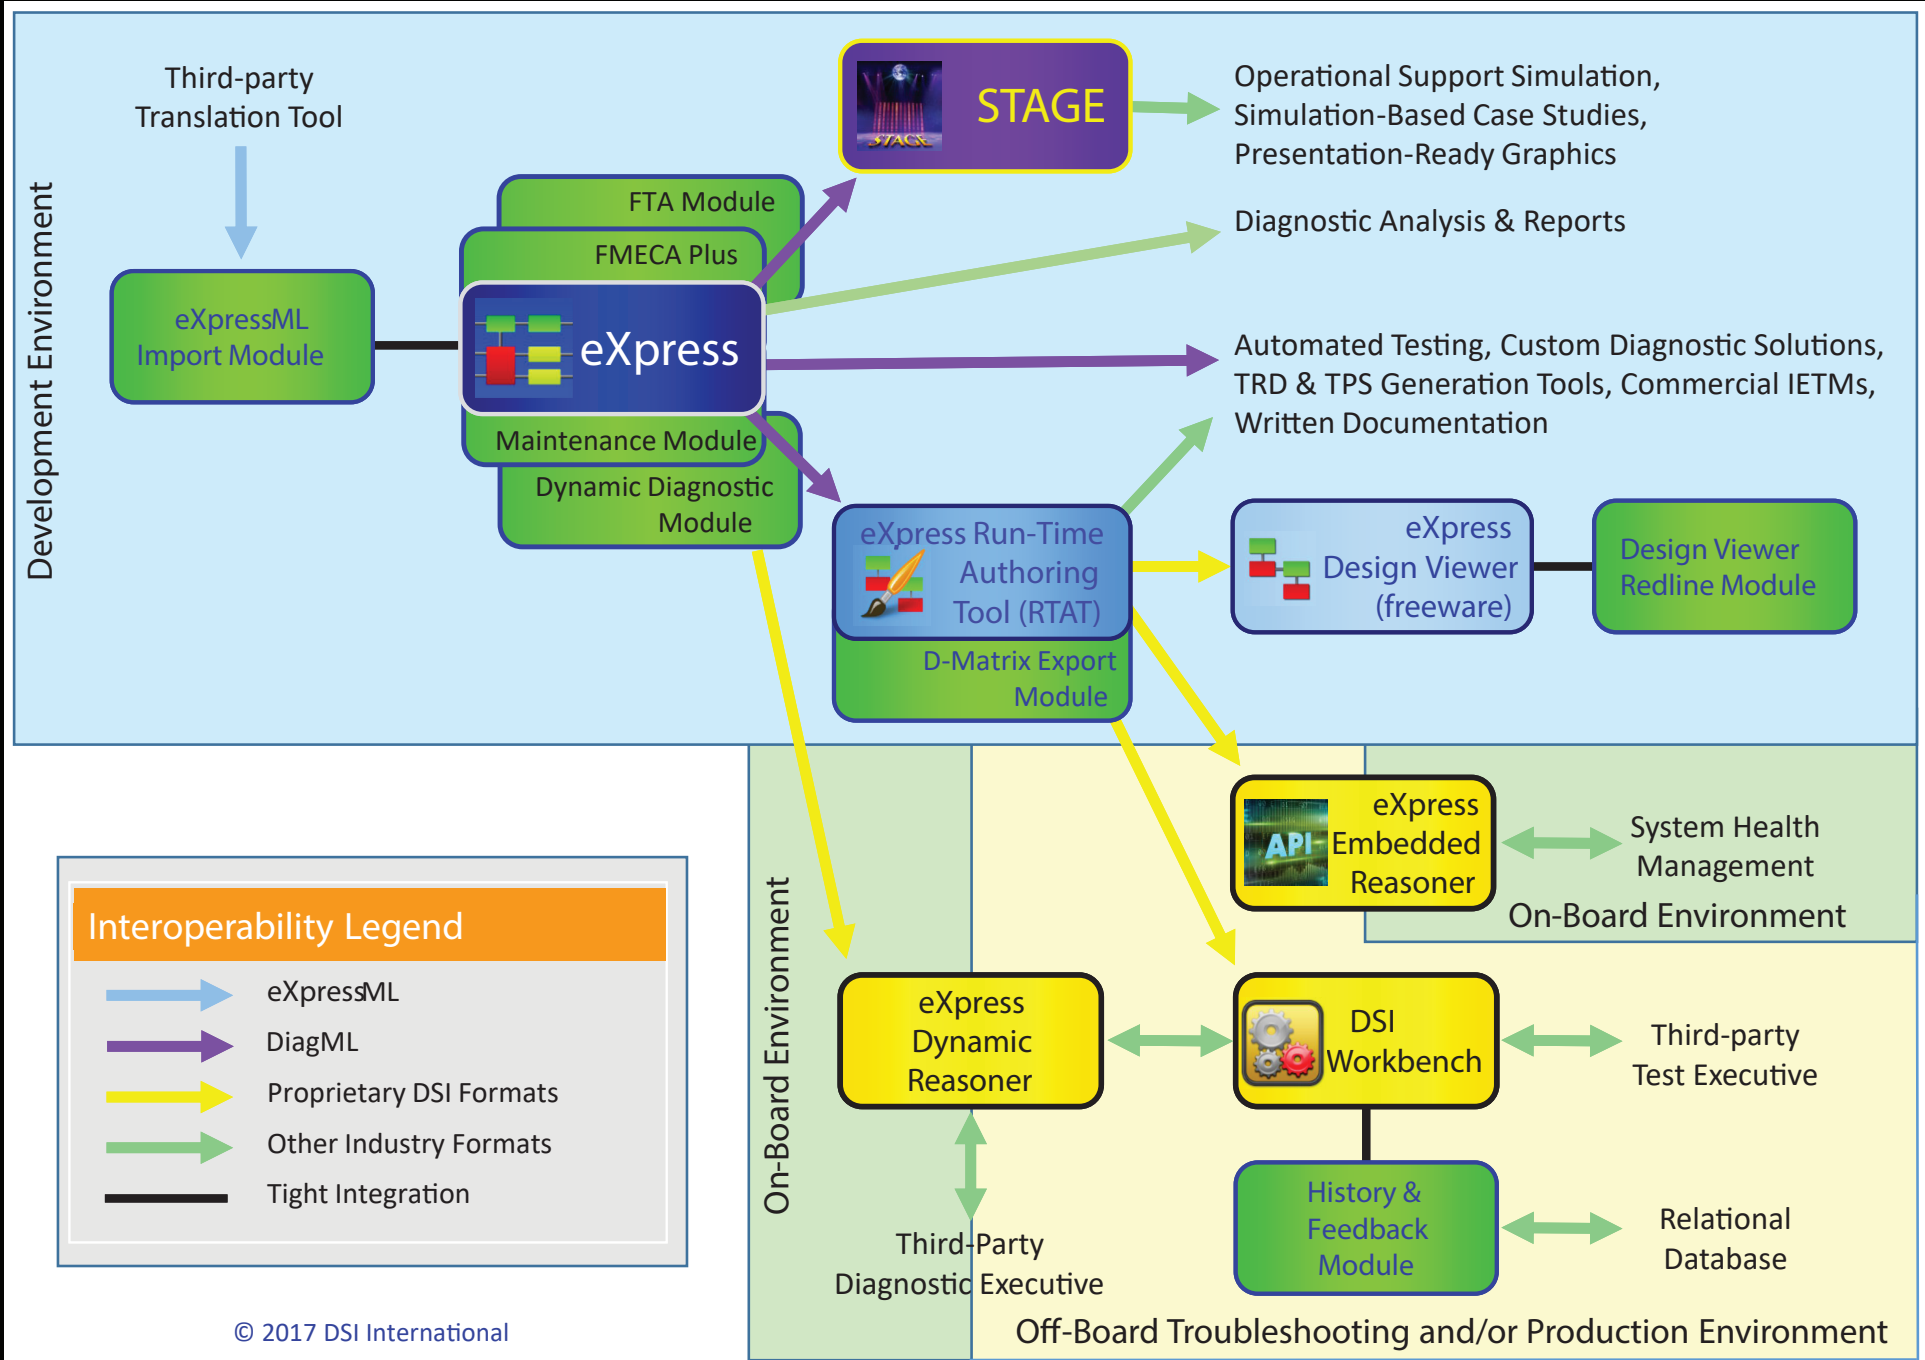 Third-party
Translation Tool
STAGE
STAGE
Operational Support Simulation,
Simulation-Based Case Studies,
Presentation-Ready Graphics
Development Environment
FTA Module
FMECA Plus
Diagnostic Analysis & Reports
eXpressML
Import Module
eXpress
Automated Testing, Custom Diagnostic Solutions,
TRD & TPS Generation Tools, Commercial IETMs,
Written Documentation
Maintenance Module
Dynamic Diagnostic
Module
eXpress Run-Time
Authoring
Tool (RTAT)
D-Matrix Export
Module
eXpress
Design Viewer
(freeware)
Design Viewer
Redline Module
API
eXpress
Embedded
Reasoner
System Health
Management
On-Board Environment
Interoperability Legend
eXpressML
DiagML
Proprietary DSI Formats
Other Industry Formats
Tight Integration
On-Board Environment
eXpress
Dynamic
Reasoner
DSI
Workbench
Third-party
Test Executive
Third-Party
Diagnostic Executive
History &
Feedback
Module
Relational
Database
Off-Board Troubleshooting and/or Production Environment
© 2017 DSI International